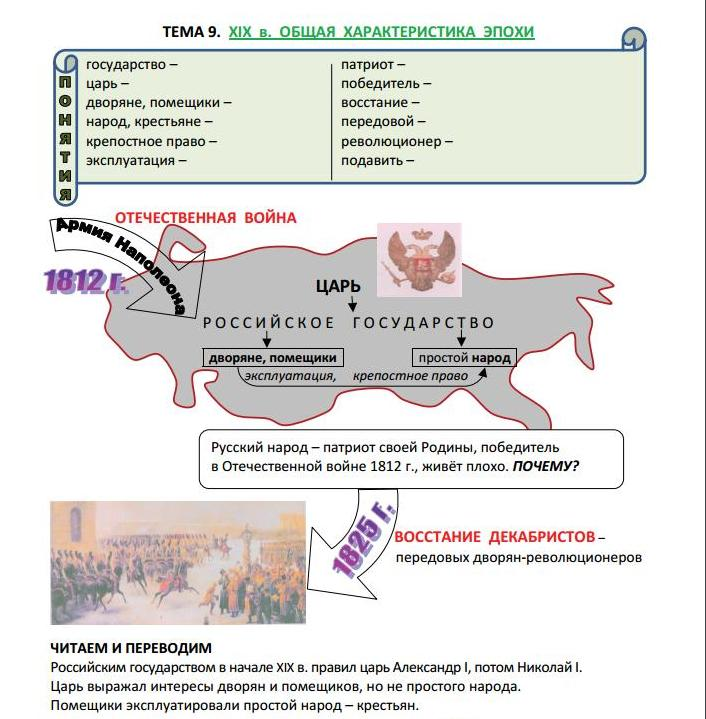 ТЕМА 9. XIX в. ОБЩАЯ ХАРАКТЕРИСТИКА ЭПОХИ
ПОНЯТИЯ
государство –
царь –
дворяне, помещики –
народ, крестьяне –
крепостное право –
эксплуатация –
патриот –
победитель –
восстание –
передовой –
революционер –
подавить –
ОТЕЧЕСТВЕННАЯ ВОЙНА
Армия Наполеона
1812 г.
ЦАРЬ
РОССИЙСКОЕ ГОСУДАРСТВО
дворяне, помещики
простой народ
эксплуатация, крепостное право
Русский народ – патриот своей Родины, победитель
в Отечественной войне 1812 г., живёт плохо. ПОЧЕМУ?
1825 г.
ВОССТАНИЕ ДЕКАБРИСТОВ –
передовых дворян-революционеров
ЧИТАЕМ И ПЕРЕВОДИМ
Российским государством в начале XIX в. правил царь Александр I, потом Николай I.
Царь выражал интересы дворян и помещиков, но не простого народа.
Помещики эксплуатировали простой народ – крестьян.